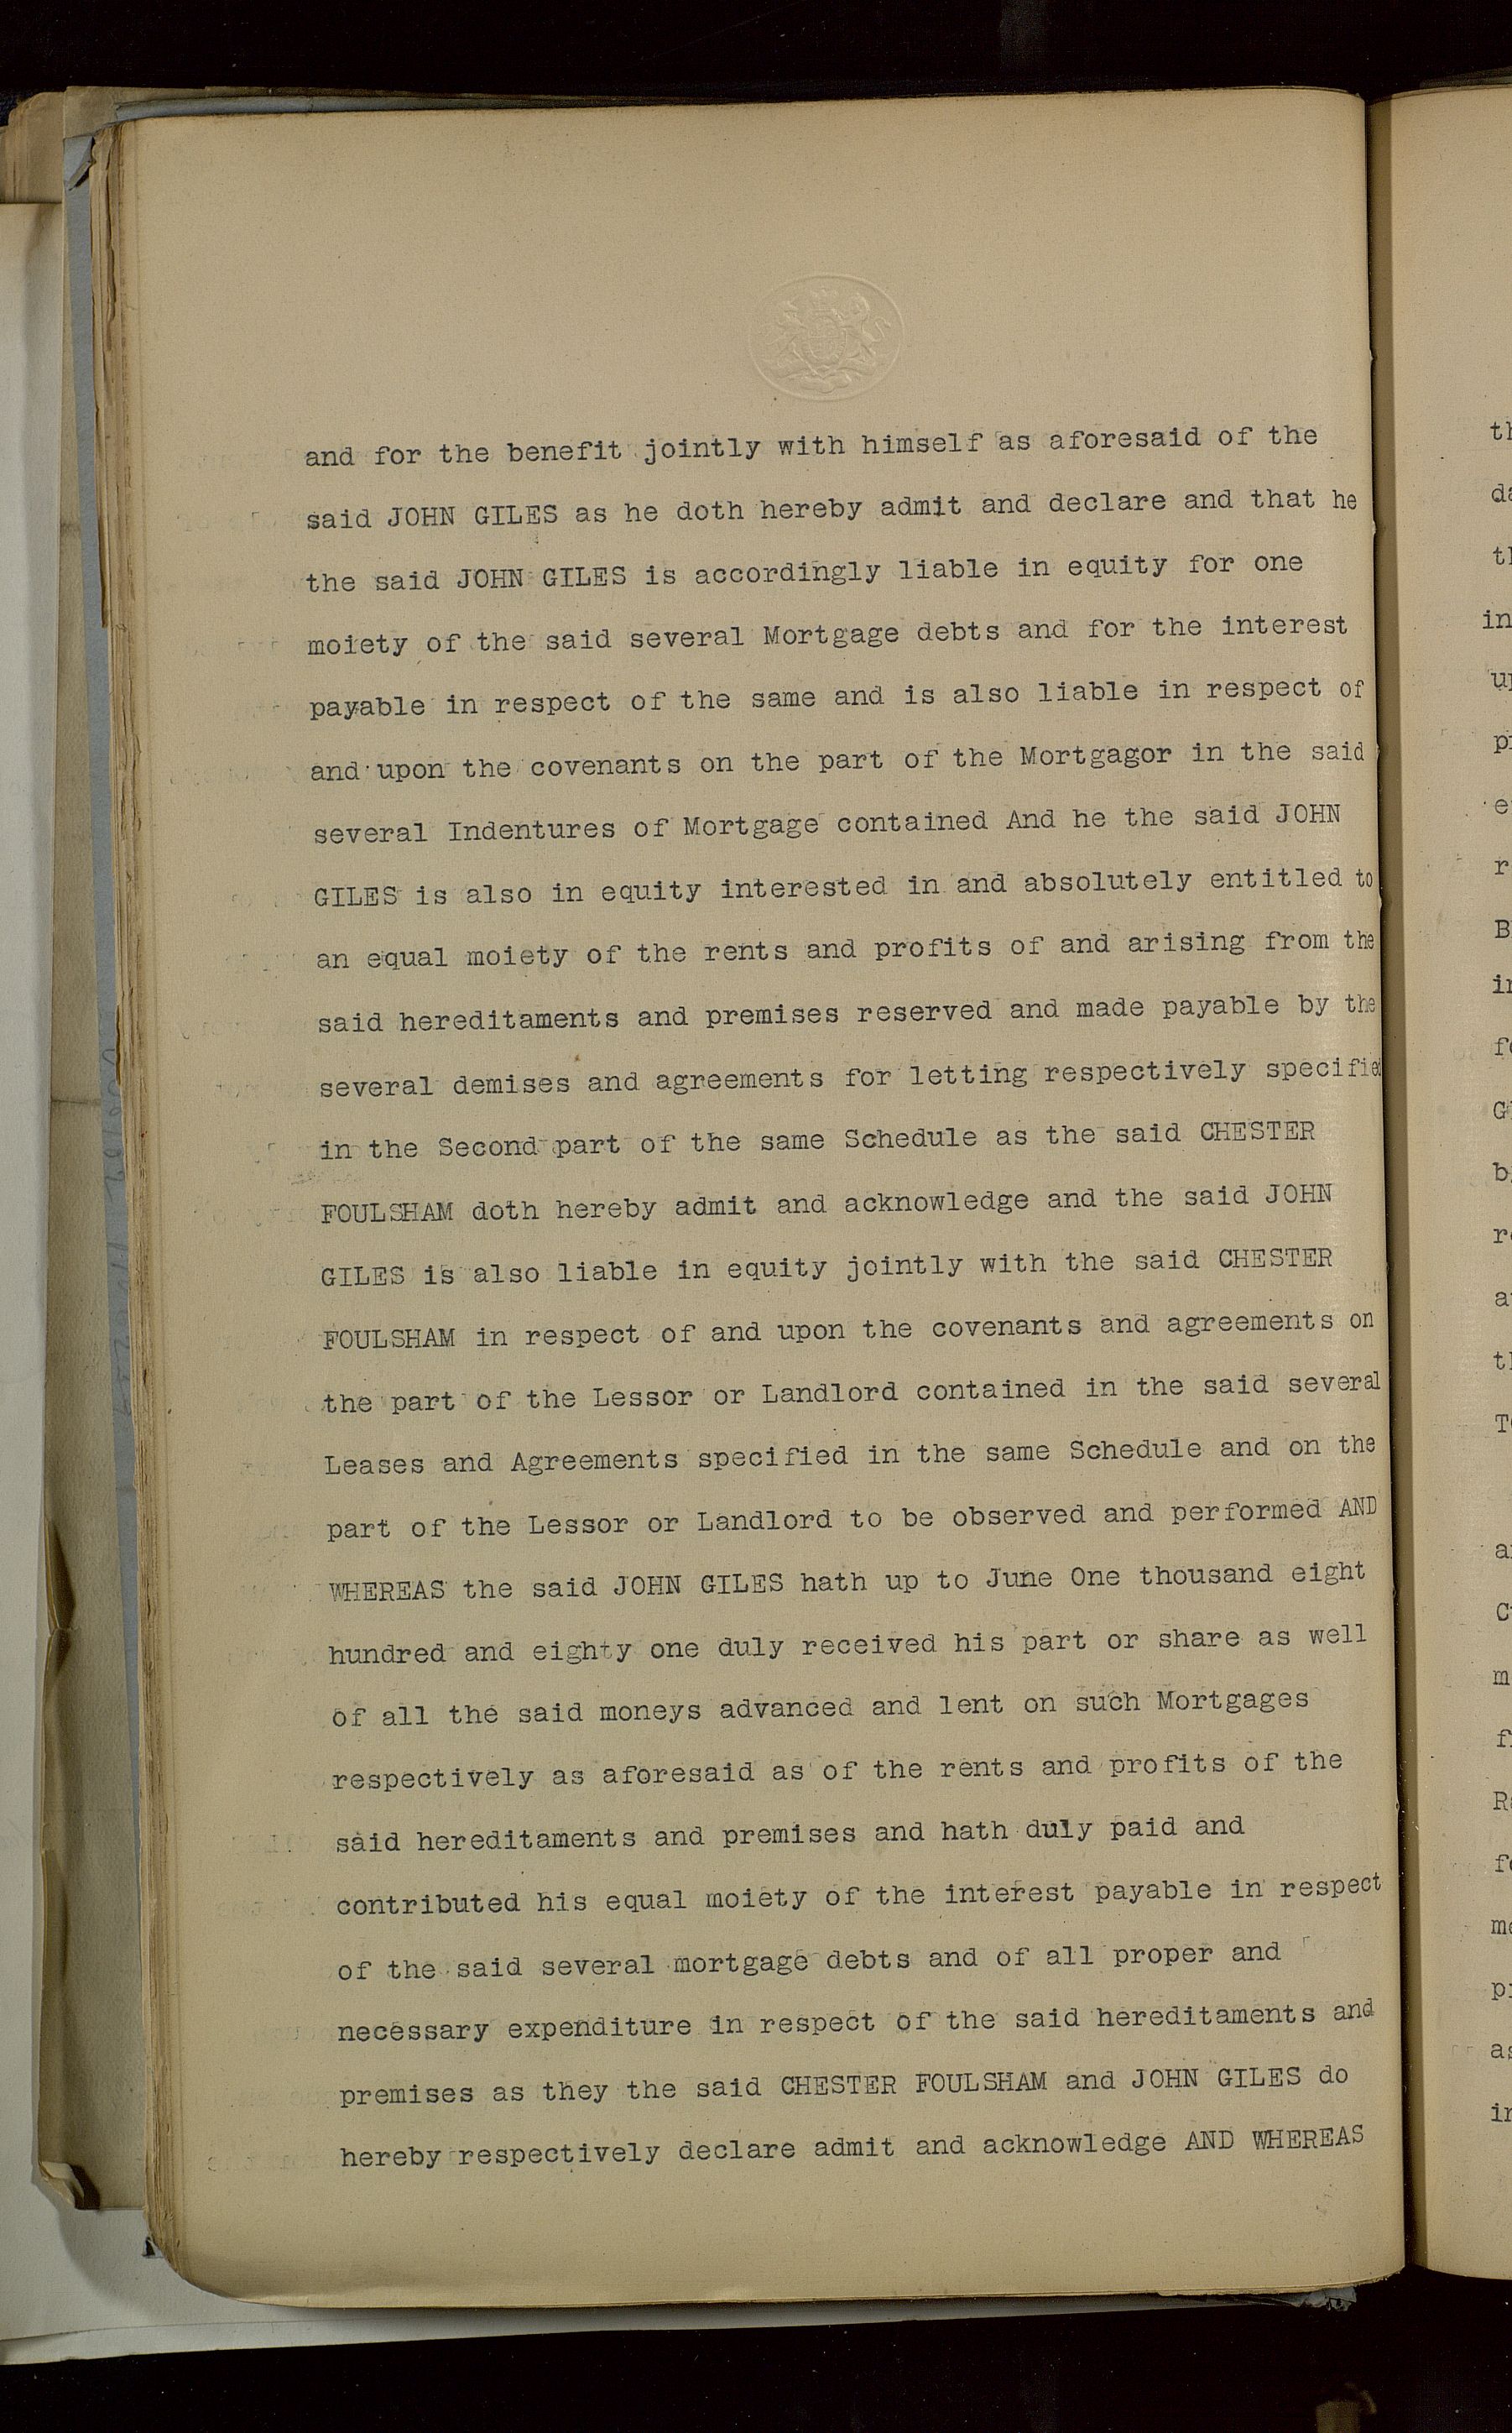 and for the benefit jointly with himself as aforesaid of the
said JOHN GILES as he doth hereby admit and declare and that he
the said JOHN GILES is accordingly liable in equity for one
moiety of the said several Mortgage debts and for the interest
payable in respect of the same and is also liable in respect of
and upon the covenants on the part of the Mortgagor in the said
several Indentures of Mortgage contained And he the said JOHN
GILES is also in equity interested in and absolutely entitled to
an equal moiety of the rents and profits of and arising from the
said hereditaments and premises reserved and made payable by the
several demises and agreements for letting respectively specified
in the Second part of the same Schedule as the said CHESTER
FOULSHAM doth hereby admit and acknowledge and the said JOHN
GILES is also liable in equity jointly with the said CHESTER
FOULSHAM in respect of and upon the covenants and agreements on
the part of the Lessor or Landlord contained in the said several
Leases and Agreements specified in the same Schedule and on the
part of the Lessor or Landlord to be observed and performed AND
WHEREAS the said JOHN GILES hath up to June One thousand eight
hundred and eighty one duly received his part or share as well
of all the said moneys advanced and lent on such Mortgages
respectively as aforesaid as of the rents and profits of the
said hereditaments and premises and hath duly paid and
contributed his equal moiety of the interest payable in respect
of the said several mortgage debts and of all proper and
necessary expenditure in respect of the said hereditaments and
premises as they the said CHESTER FOULSHAM and JOHN GILES do
hereby respectively declare admit and acknowledge AND WHEREAS